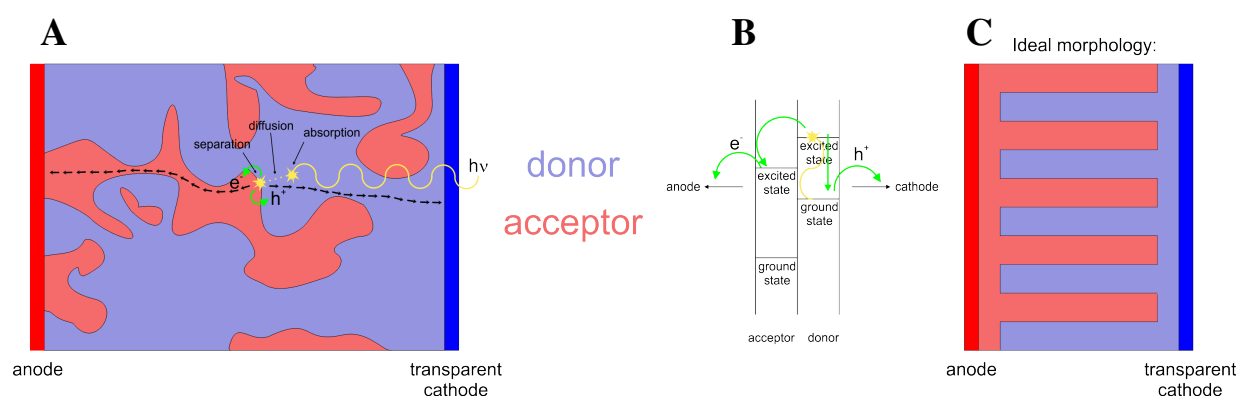 A
diffusion
absorption
separation
e-
h+
hν
anode
transparent
cathode
donor
acceptor
B
e-
excited
state
h+
excited
state
anode
cathode
ground
state
ground
state
acceptor
donor
C
Ideal morphology:
anode
transparent
cathode